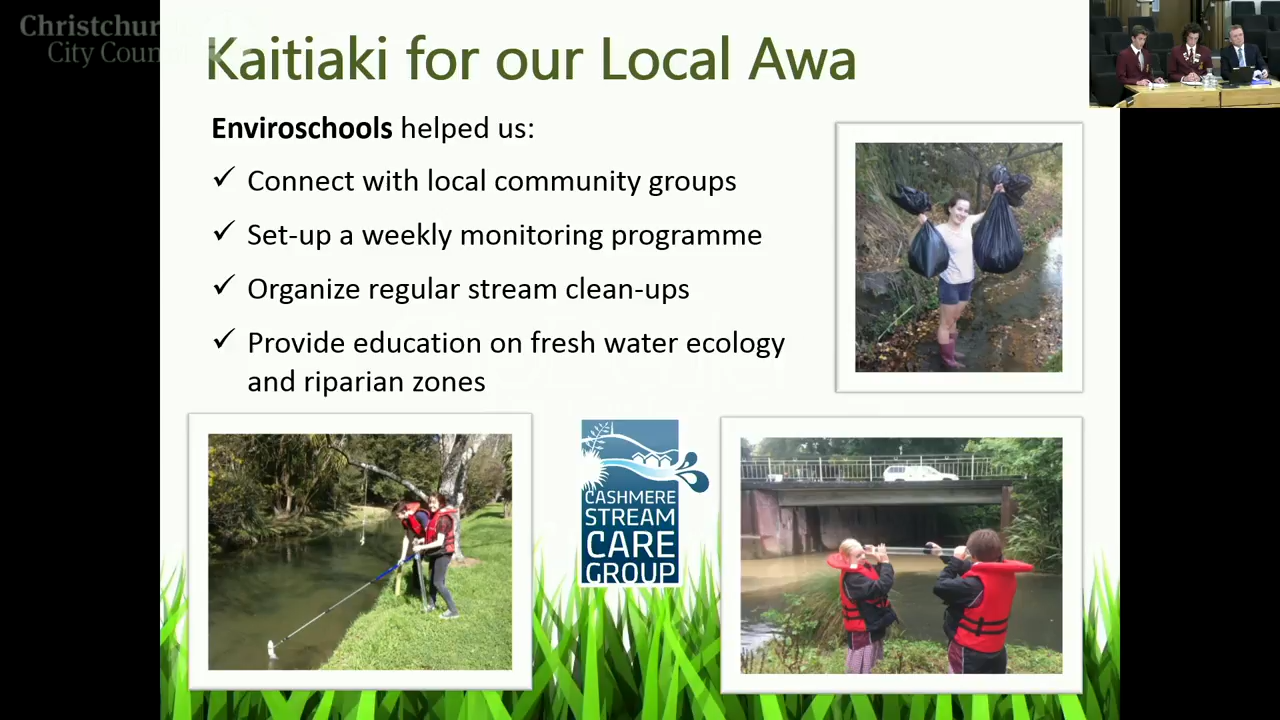 Christchurch
City Council
Kaitiaki for our Local Awa
Enviroschools helped us:
✓ Connect with local community groups
✓ Set-up a weekly monitoring programme
✓ Organize regular stream clean-ups
✓ Provide education on fresh water ecology
and riparian zones
CASHMERE
STREAM
CARE
GROUP